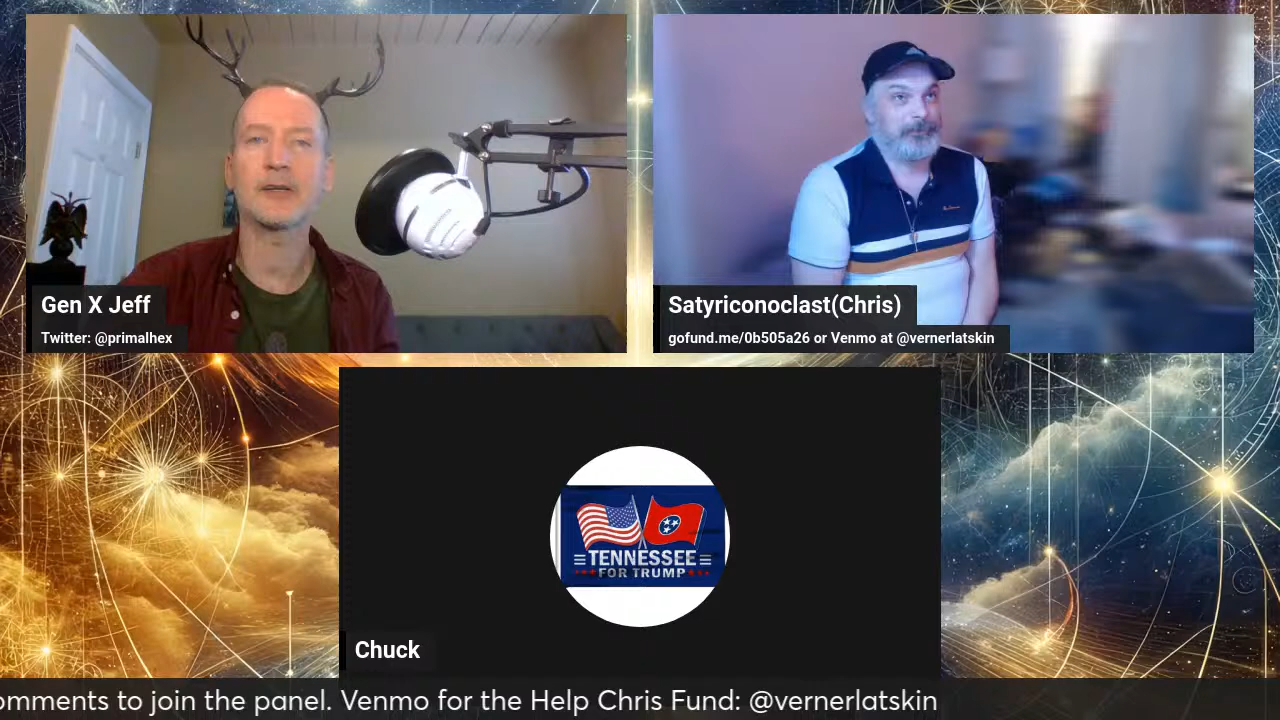 Gen X Jeff
Twitter: @primalhex
Satyriconoclast(Chris)
gofund.me/0b505a26 or Venmo at @vernerlatskin
TENNESSEE
FOR TRUMP
Chuck
omments to join the panel. Venmo for the Help Chris Fund: @vernerlatskin